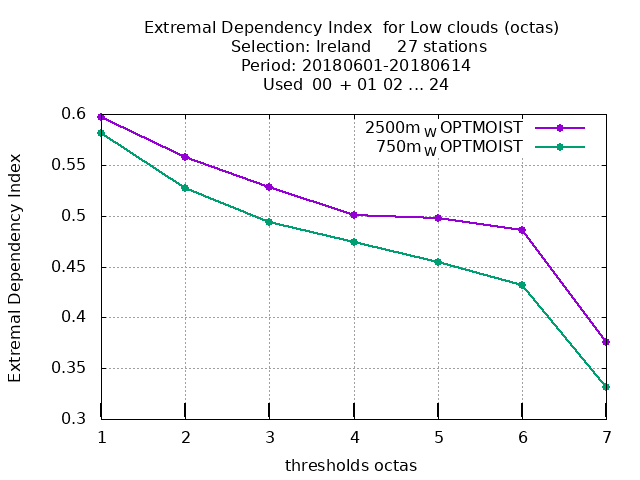 Extremal Dependency Index for Low clouds (octas)
Selection: Ireland 27 stations
Period: 20180601-20180614
Used 00 + 01 02 ... 24
2500m W OPTMOIST
750m W OPTMOIST
Extremal Dependency Index
0.6
0.55
0.5
0.45
0.4
0.35
0.3
1 2 3 4 5 6 7
thresholds octas